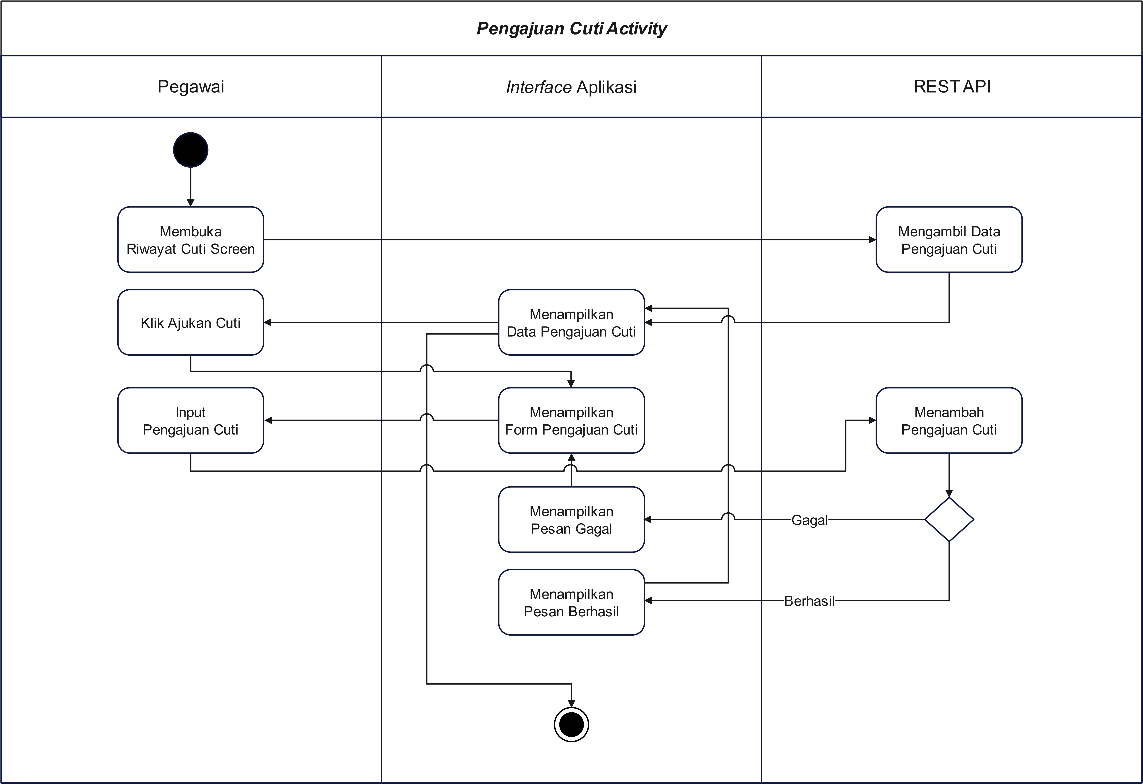 Pengajuan Cuti Activity
Pegawai
Interface Aplikasi
REST API
Membuka
Riwayat Cuti Screen
Mengambil Data
Pengajuan Cuti
Klik Ajukan Cuti
Menampilkan
Data Pengajuan Cuti
Input
Pengajuan Cuti
Menampilkan
Form Pengajuan Cuti
Menambah
Pengajuan Cuti
Menampilkan
Pesan Gagal
Gagal
Menampilkan
Pesan Berhasil
Berhasil